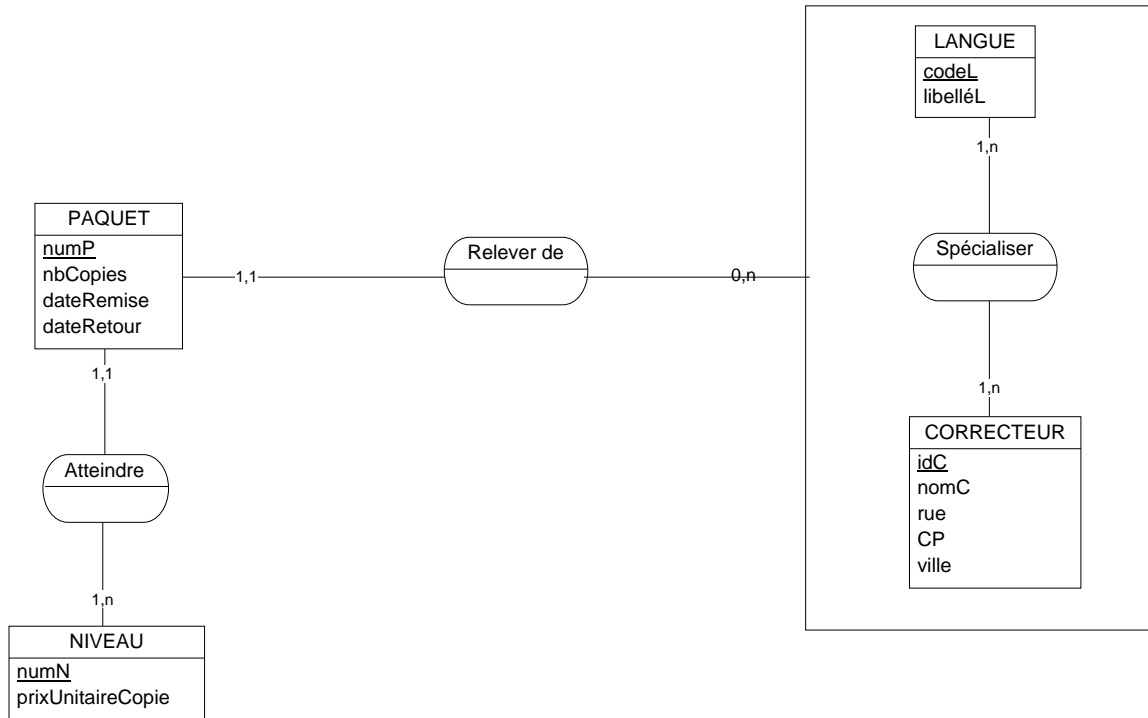 LANGUE
codeL
libelléL
1,n
Spécialiser
1,n
CORRECTEUR
idC
nomC
rue
CP
ville
PAQUET
numP
nbCopies
dateRemise
dateRetour
1,1
Relever de
0,n
1,1
Atteindre
1,n
NIVEAU
numN
prixUnitaireCopie